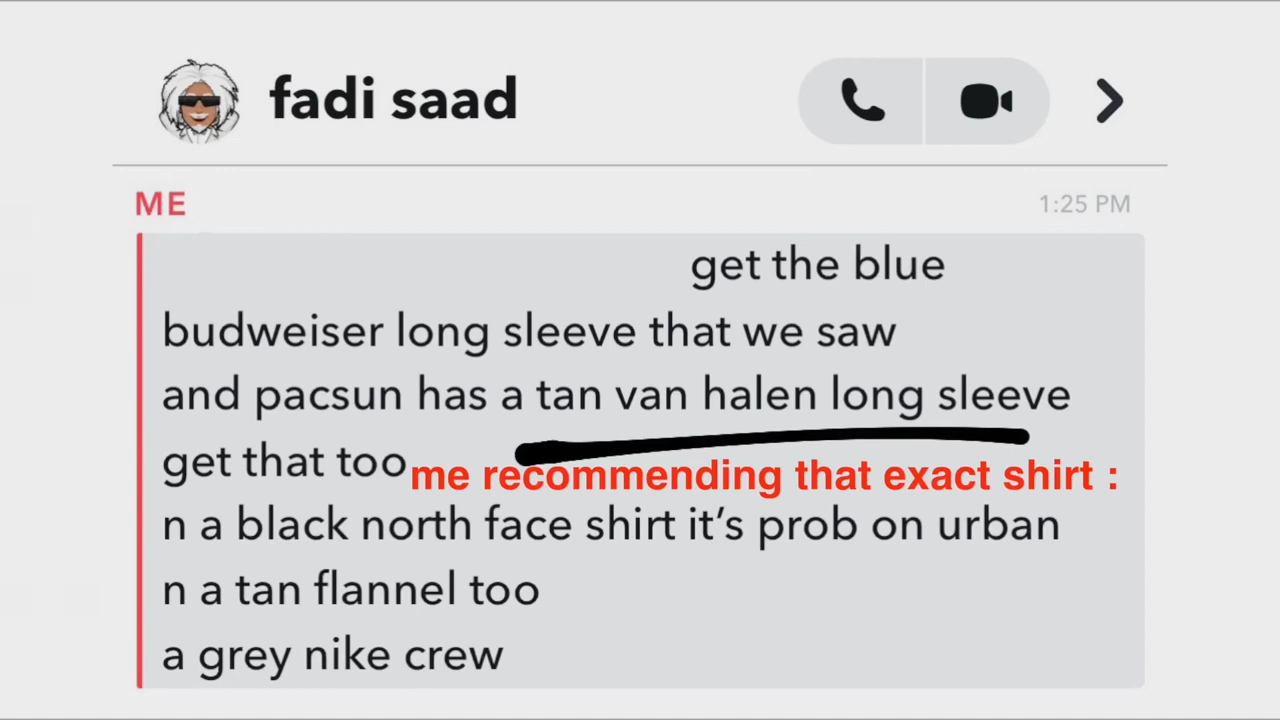 fadi saad
ME
1:25 PM
get the blue
budweiser long sleeve that we saw
and pacsun has a tan van halen long sleeve
get that too
me recommending that exact shirt :
n a black north face shirt it's prob on urban
n a tan flannel too
a grey nike crew